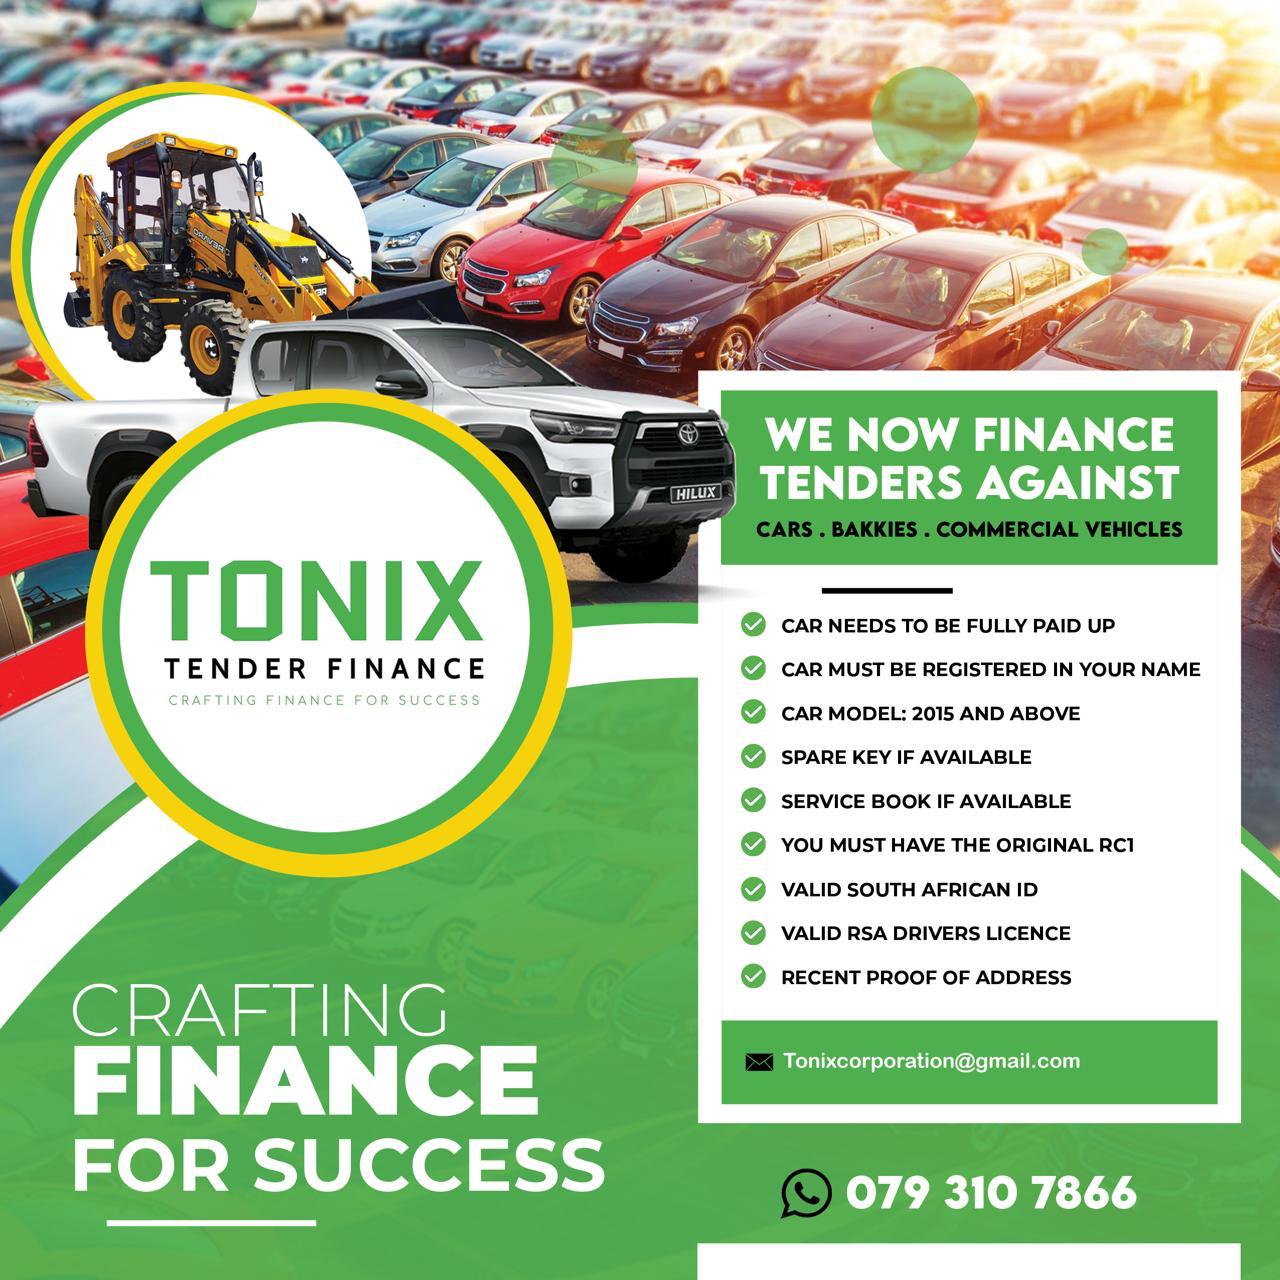 WE NOW FINANCE
TENDERS AGAINST
CARS . BAKKIES . COMMERCIAL VEHICLES
HILUX
TONIX
TENDER FINANCE
CRAFTING FINANCE FOR SUCCESS
CAR NEEDS TO BE FULLY PAID UP
CAR MUST BE REGISTERED IN YOUR NAME
CAR MODEL: 2015 AND ABOVE
SPARE KEY IF AVAILABLE
SERVICE BOOK IF AVAILABLE
YOU MUST HAVE THE ORIGINAL RC1
VALID SOUTH AFRICAN ID
VALID RSA DRIVERS LICENCE
RECENT PROOF OF ADDRESS
Tonixcorporation@gmail.com
CRAFTING
FINANCE
FOR SUCCESS
079 310 7866